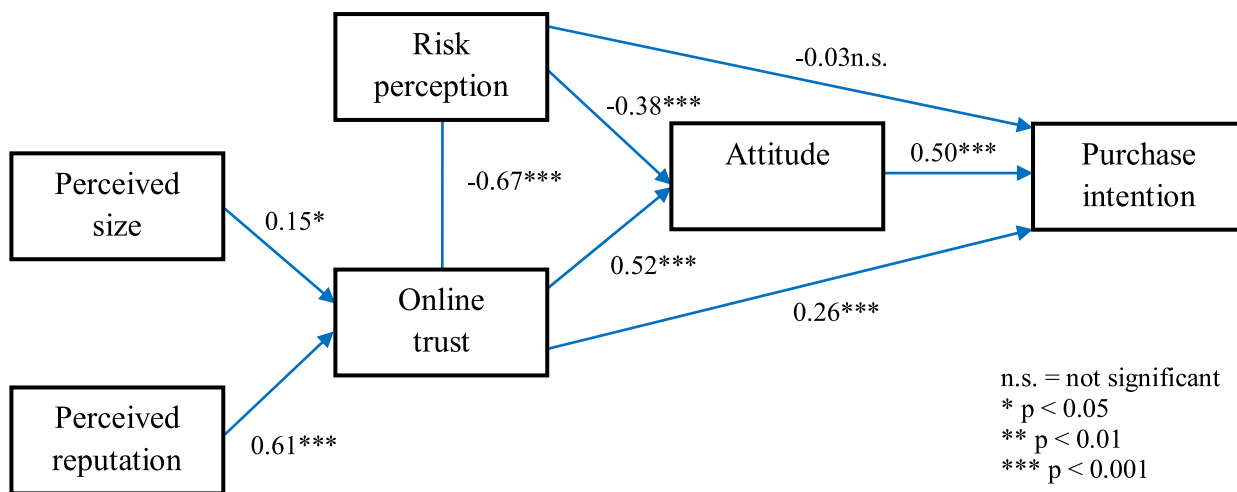 Risk
perception
-0.03n.s.
-0.38***
Attitude
0.50***
Purchase
intention
Perceived
size
0.15*
-0.67***
Online
trust
0.52***
0.26***
Perceived
reputation
0.61***
n.s. = not significant
* p < 0.05
** p < 0.01
*** p < 0.001